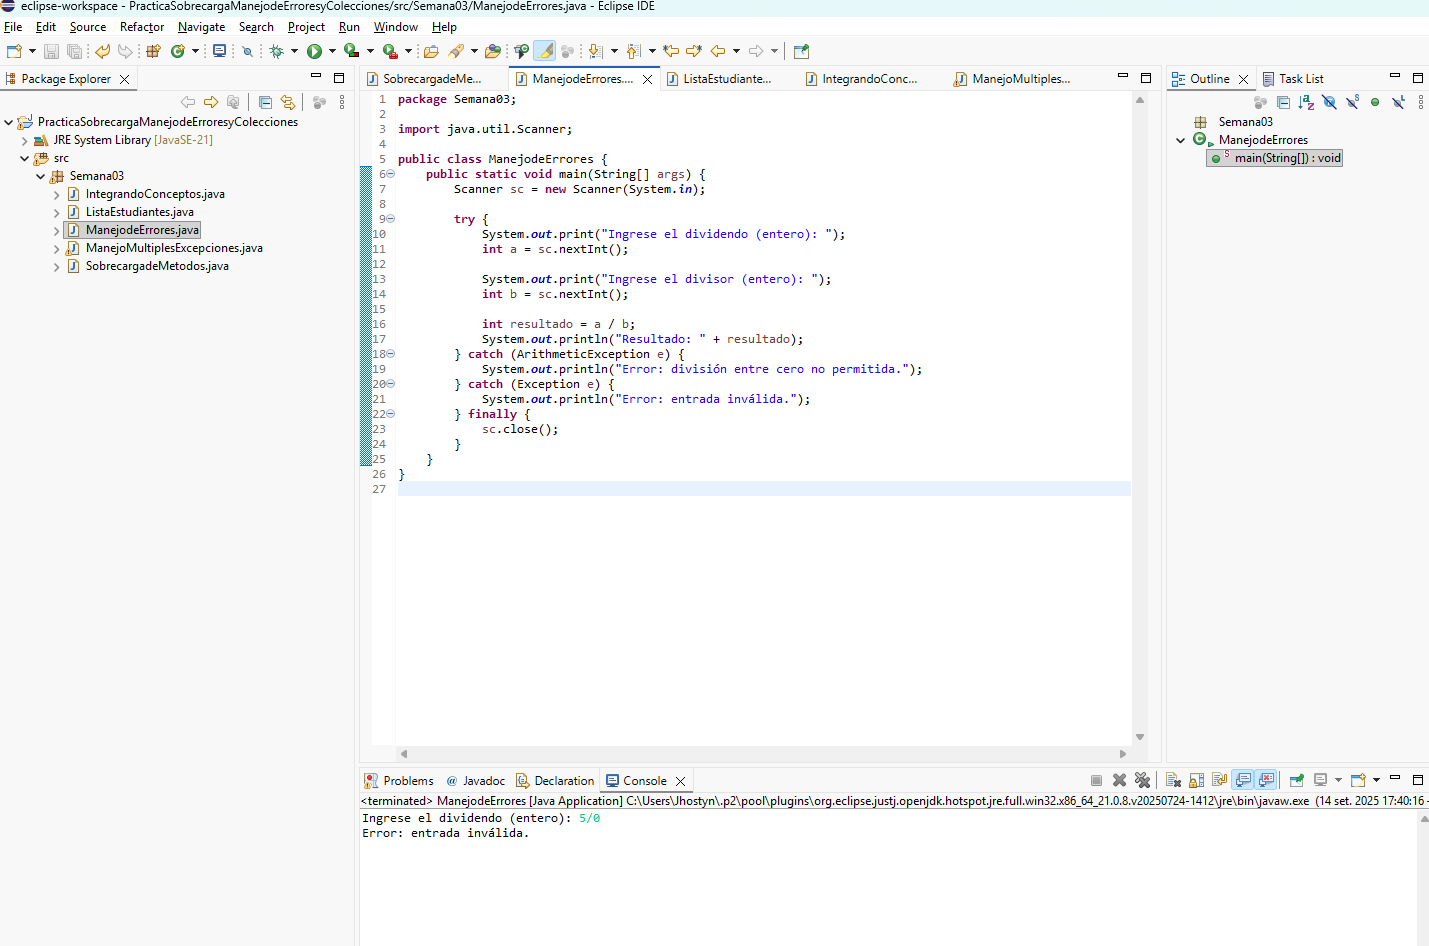 eclipse-workspace - PracticaSobrecargaManejodeErroresyColecciones/src/Semana03/ManejodeErrores.java - Eclipse IDE
File Edit Source Refactor Navigate Search Project Run Window Help
Package Explorer
PracticaSobrecargaManejodeErroresyColecciones
JRE System Library [JavaSE-21]
src
Semana03
IntegrandoConceptos.java
ListaEstudiantes.java
ManejodeErrores.java
ManejoMultiplesExcepciones.java
SobrecargadeMetodos.java
SobrecargadeMe... ManejodeErrores.... ListaEstudiante... IntegrandoConc... ManejoMultiples...
1 package Semana03;
2
3 import java.util.Scanner;
4
5 public class ManejodeErrores {
6 public static void main(String[] args) {
7 Scanner sc = new Scanner(System.in);
8
9 try {
10 System.out.print("Ingrese el dividendo (entero): ");
11 int a = sc.nextInt();
12
13 System.out.print("Ingrese el divisor (entero): ");
14 int b = sc.nextInt();
15
16 int resultado = a / b;
17 System.out.println("Resultado: " + resultado);
18 } catch (ArithmeticException e) {
19 System.out.println("Error: división entre cero no permitida.");
20 } catch (Exception e) {
21 System.out.println("Error: entrada inválida.");
22 } finally {
23 sc.close();
24 }
25 }
26 }
27
Outline Task List
Semana03
ManejodeErrores
S main(String[]) : void
Problems @ Javadoc Declaration Console
<terminated> ManejodeErrores [Java Application] C:\Users\Jhostyn\.p2\pool\plugins\org.eclipse.justj.openjdk.hotspot.jre.full.win32.x86_64_21.0.8.v20250724-1412\jre\bin\javaw.exe (14 set. 2025 17:40:16 -
Ingrese el dividendo (entero): 5/0
Error: entrada inválida.